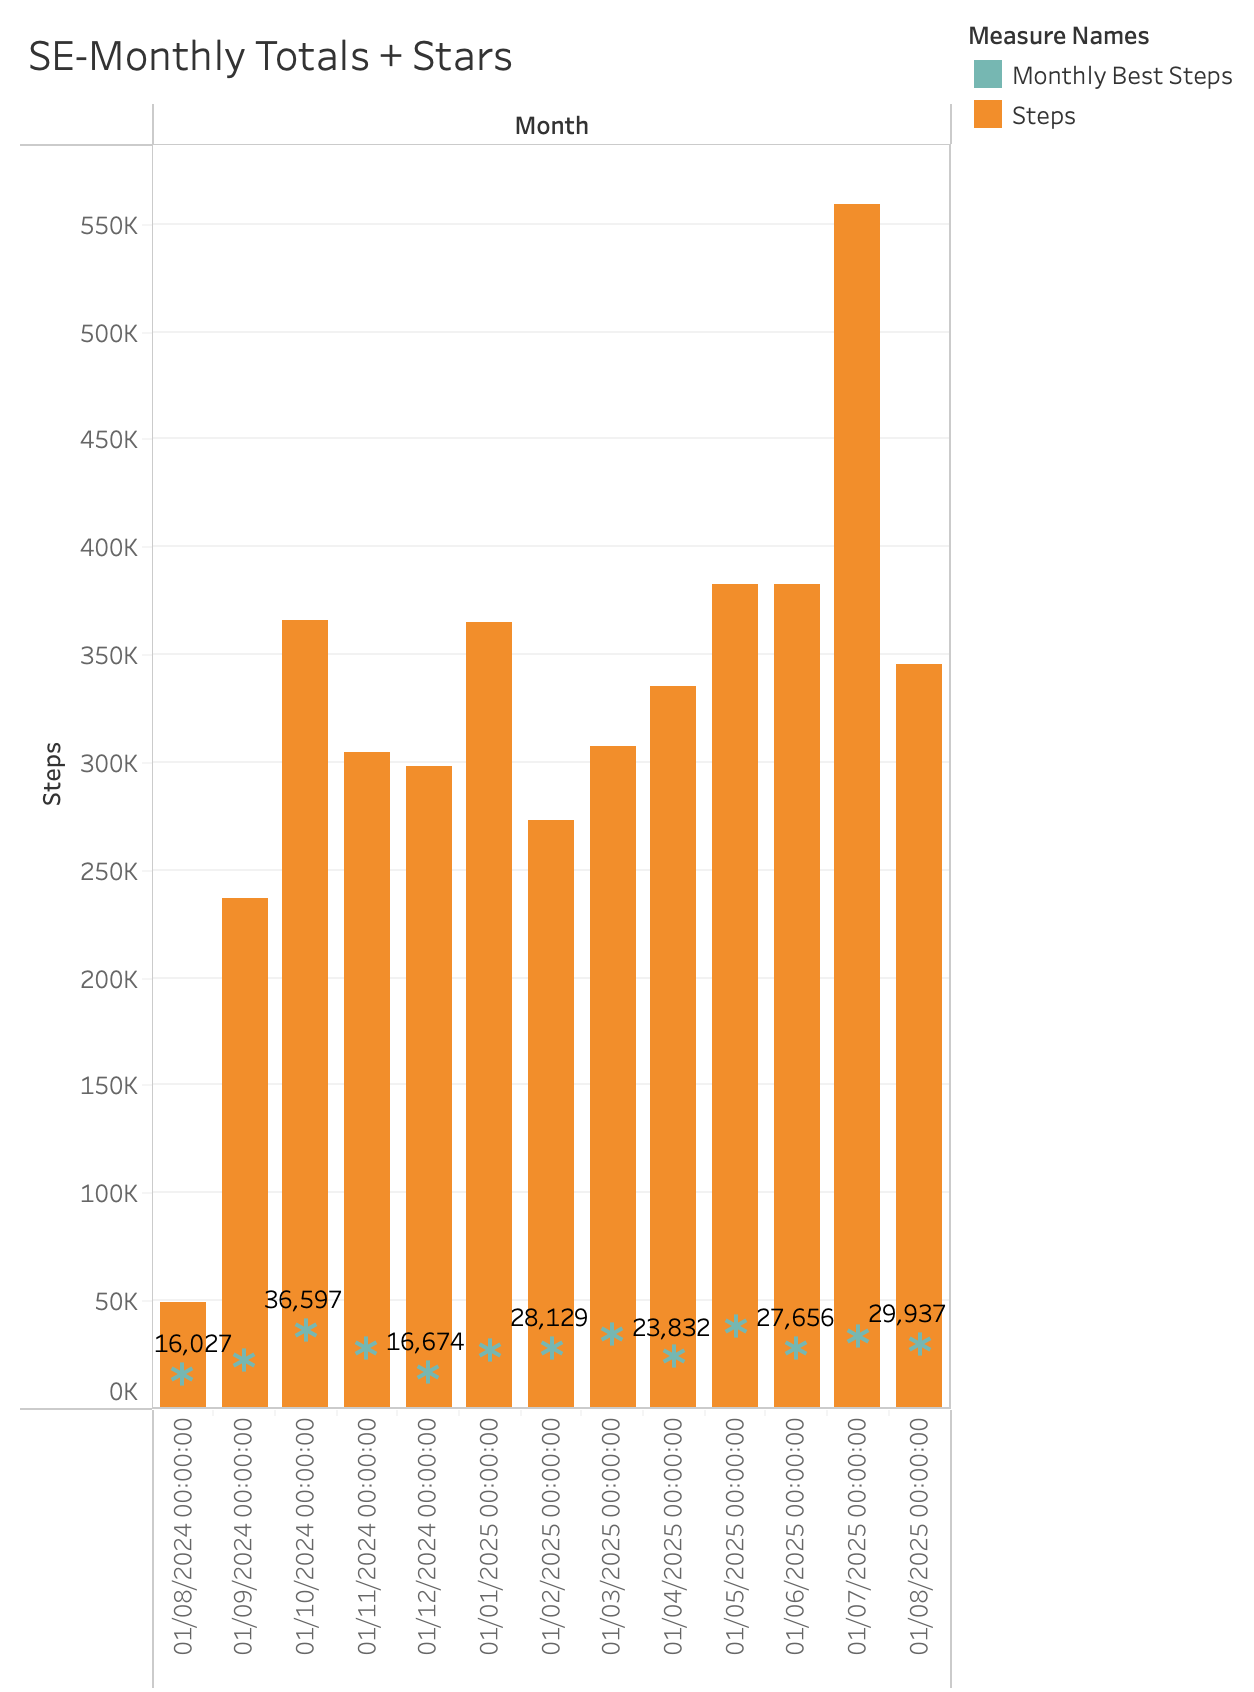 SE-Monthly Totals + Stars
Measure Names
Monthly Best Steps
Steps
Month
Steps
550K
500K
450K
400K
350K
300K
250K
200K
150K
100K
50K
0K
16,027
36,597
16,674
28,129
23,832
27,656
29,937
01/08/2024 00:00:00
01/09/2024 00:00:00
01/10/2024 00:00:00
01/11/2024 00:00:00
01/12/2024 00:00:00
01/01/2025 00:00:00
01/02/2025 00:00:00
01/03/2025 00:00:00
01/04/2025 00:00:00
01/05/2025 00:00:00
01/06/2025 00:00:00
01/07/2025 00:00:00
01/08/2025 00:00:00